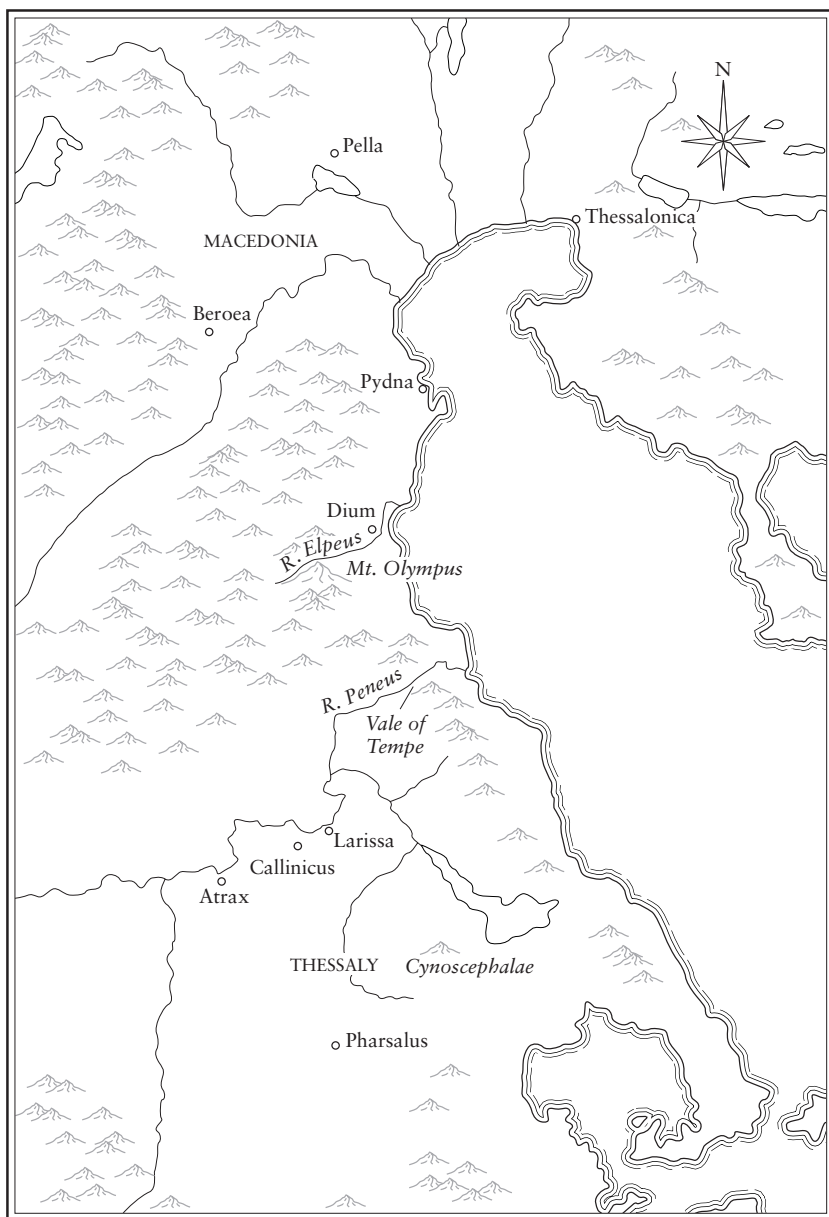 N
Pella
Thessalonica
MACEDONIA
Beroea
Pydna
Dium
R. Elpeus
Mt. Olympus
R. Peneus
Vale of
Tempe
Larissa
Callinicus
Atrax
THESSALY
Cynoscephalae
Pharsalus